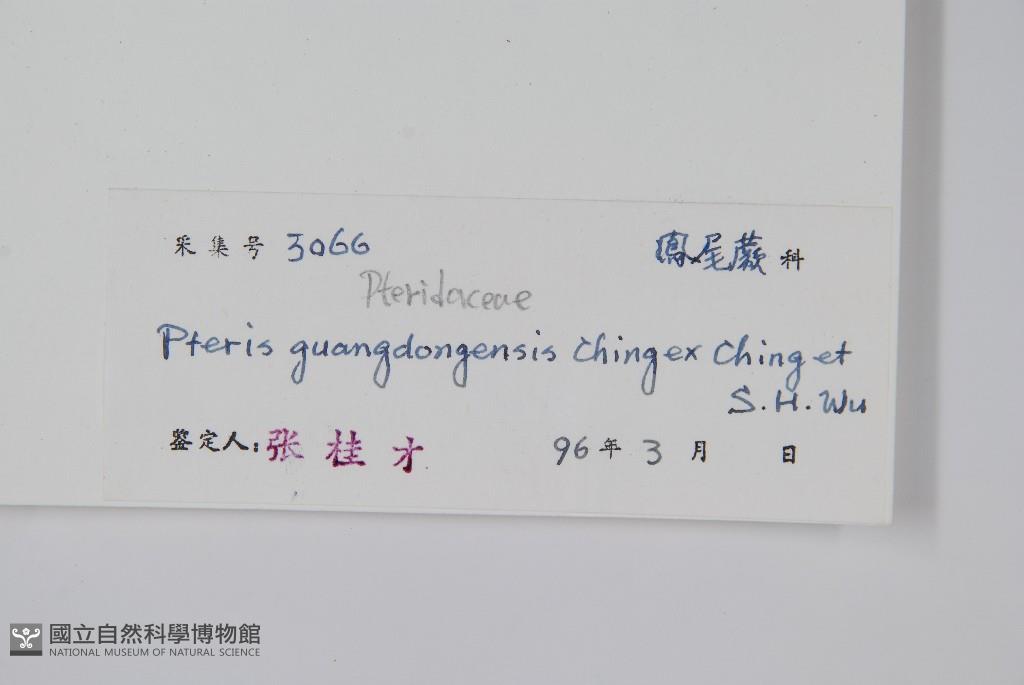 采集号 3066 鳳尾蕨科
Pteridaceae
Pteris guangdongensis Ching ex Ching et
S.H.Wu
鉴定人:张桂才 96年3月 日
國立自然科學博物館
NATIONAL MUSEUM OF NATURAL SCIENCE